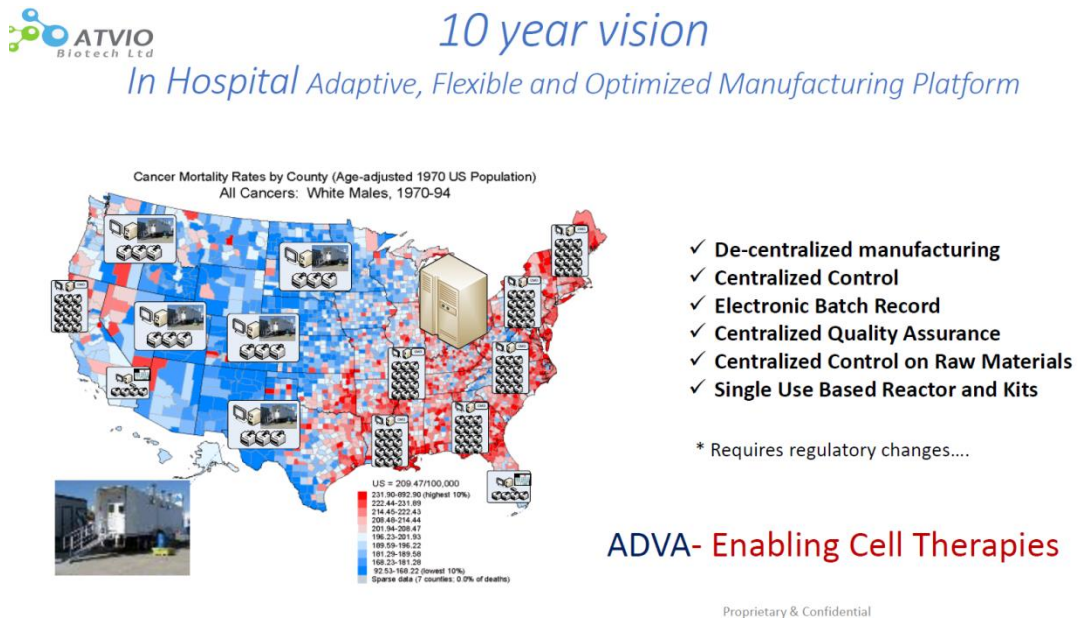 ATVIO
Biotech Ltd
10 year vision
In Hospital Adaptive, Flexible and Optimized Manufacturing Platform
Cancer Mortality Rates by County (Age-adjusted 1970 US Population)
All Cancers: White Males, 1970-94
US = 209.47/100,000
231.90-892.90 (highest 10%)
222.44-231.89
214.45-222.43
208.48-214.44
201.94-208.47
196.23-201.93
189.59-196.22
181.29-189.58
168.23-181.28
92.53-168.22 (lowest 10%)
Sparse data (7 counties; 0.0% of deaths)
✓ De-centralized manufacturing
✓ Centralized Control
✓ Electronic Batch Record
✓ Centralized Quality Assurance
✓ Centralized Control on Raw Materials
✓ Single Use Based Reactor and Kits
* Requires regulatory changes....
ADVA- Enabling Cell Therapies
Proprietary & Confidential